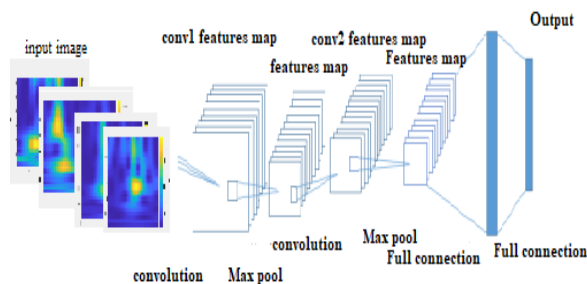 Output
input image
conv1 features map
conv2 features map
features map
Features map
convolution
Max pool
Full connection
Full connection
convolution
Max pool